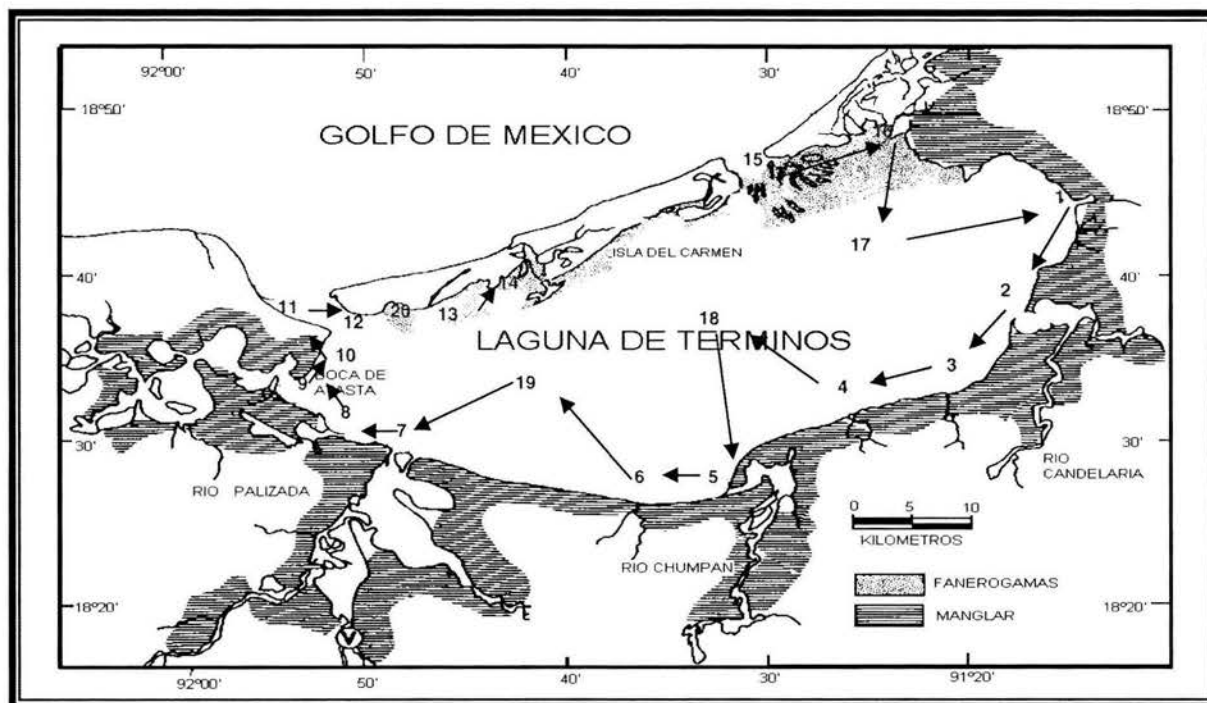 92°00' 50' 40' 30' 91°20'
18°50' 18°50'
GOLFO DE MEXICO
15
1
17
ISLA DEL CARMEN
40' 40'
14
2
11 12 20 13
18
LAGUNA DE TERMINOS
10
3
BOCA DE ATASTA
9
19
4
8
7
30' 30'
6 5
RIO CANDELARIA
RIO PALIZADA
0 5 10
KILOMETROS
RIO CHUMPAN
FANEROGAMAS
18°20' 18°20'
MANGLAR
V
92°00' 50' 40' 30' 91°20'